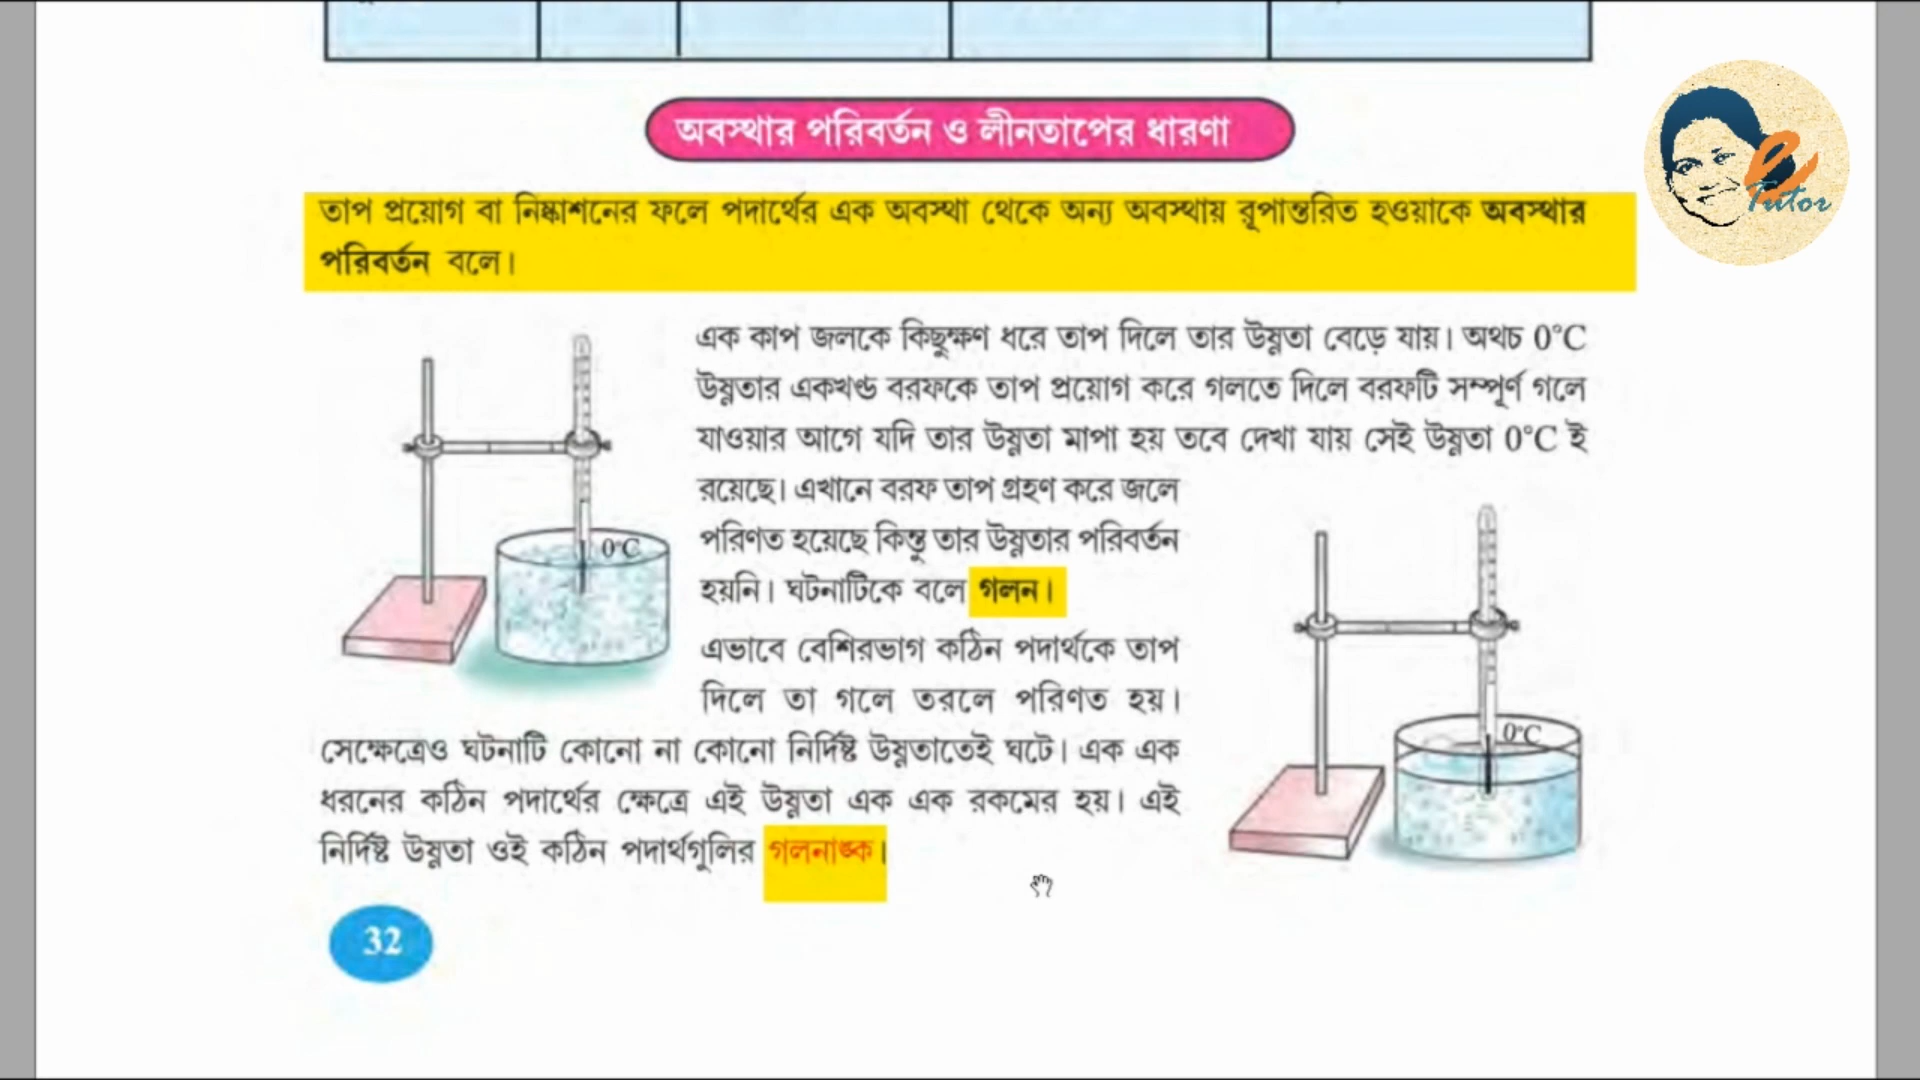 অবস্থার পরিবর্তন ও লীনতাপের ধারণা
তাপ প্রয়োগ বা নিষ্কাশনের ফলে পদার্থের এক অবস্থা থেকে অন্য অবস্থায় রূপান্তরিত হওয়াকে অবস্থার
পরিবর্তন বলে।
এক কাপ জলকে কিছুক্ষণ ধরে তাপ দিলে তার উষ্ণতা বেড়ে যায়। অথচ 0°C
উষ্ণতার একখণ্ড বরফকে তাপ প্রয়োগ করে গলতে দিলে বরফটি সম্পূর্ণ গলে
যাওয়ার আগে যদি তার উষ্ণতা মাপা হয় তবে দেখা যায় সেই উষ্ণতা 0°C ই
রয়েছে। এখানে বরফ তাপ গ্রহণ করে জলে
পরিণত হয়েছে কিন্তু তার উষ্ণতার পরিবর্তন
হয়নি। ঘটনাটিকে বলে গলন।
এভাবে বেশিরভাগ কঠিন পদার্থকে তাপ
দিলে তা গলে তরলে পরিণত হয়।
সেক্ষেত্রেও ঘটনাটি কোনো না কোনো নির্দিষ্ট উষ্ণতাতেই ঘটে। এক এক
ধরনের কঠিন পদার্থের ক্ষেত্রে এই উষ্ণতা এক এক রকমের হয়। এই
নির্দিষ্ট উষ্ণতা ওই কঠিন পদার্থগুলির গলনাঙ্ক।
0°C
0°C
32
e Tutor